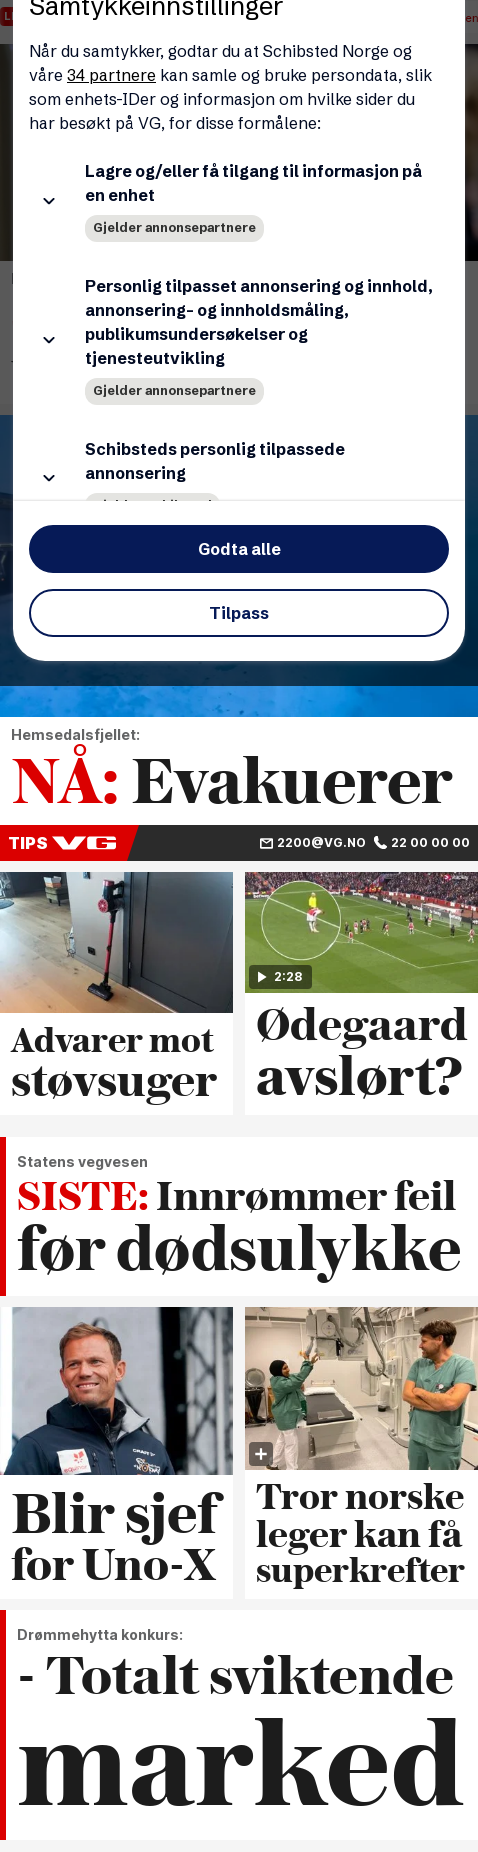 Samtykkeinnstillinger
Når du samtykker, godtar du at Schibsted Norge og
våre 34 partnere kan samle og bruke persondata, slik
som enhets-IDer og informasjon om hvilke sider du
har besøkt på VG, for disse formålene:
Lagre og/eller få tilgang til informasjon på
en enhet
Gjelder annonsepartnere
Personlig tilpasset annonsering og innhold,
annonsering- og innholdsmåling,
publikumsundersøkelser og
tjenesteutvikling
Gjelder annonsepartnere
Schibsteds personlig tilpassede
annonsering
Godta alle
Tilpass
Hemsedalsfjellet:
NÅ: Evakuerer
TIPS VG 2200@VG.NO 22 00 00 00
2:28
Advarer mot
støvsuger
Ødegaard
avslørt?
Statens vegvesen
SISTE: Innrømmer feil
før dødsulykke
Blir sjef
for Uno-X
Tror norske
leger kan få
superkrefter
Drømmehytta konkurs:
- Totalt sviktende
marked